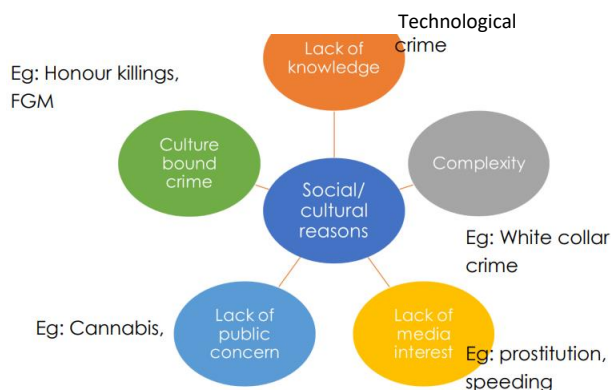 Technological
crime
Lack of
knowledge
Eg: Honour killings,
FGM
Culture
bound
crime
Complexity
Social/
cultural
reasons
Eg: White collar
crime
Eg: Cannabis,
Lack of
public
concern
Lack of
media
interest
Eg: prostitution,
speeding